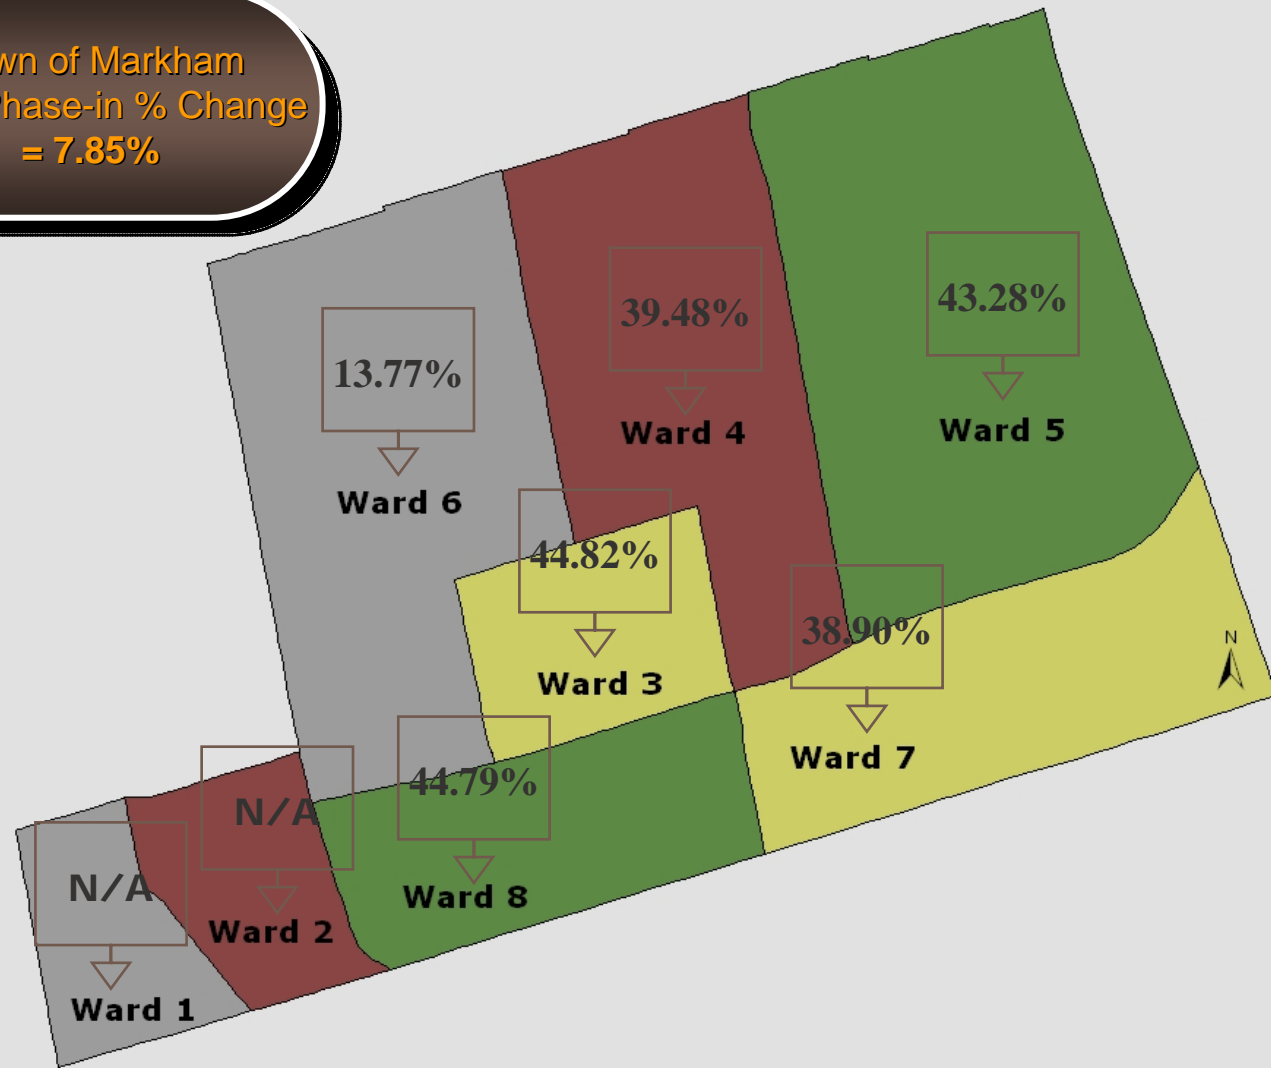 wn of Markham
hase-in % Change
= 7.85%
43.28%
39.48%
13.77%
Ward 5
Ward 4
Ward 6
44.82%
38.90%
Ward 3
Ward 7
44.79%
N/A
N/A
Ward 8
Ward 2
Ward 1
N